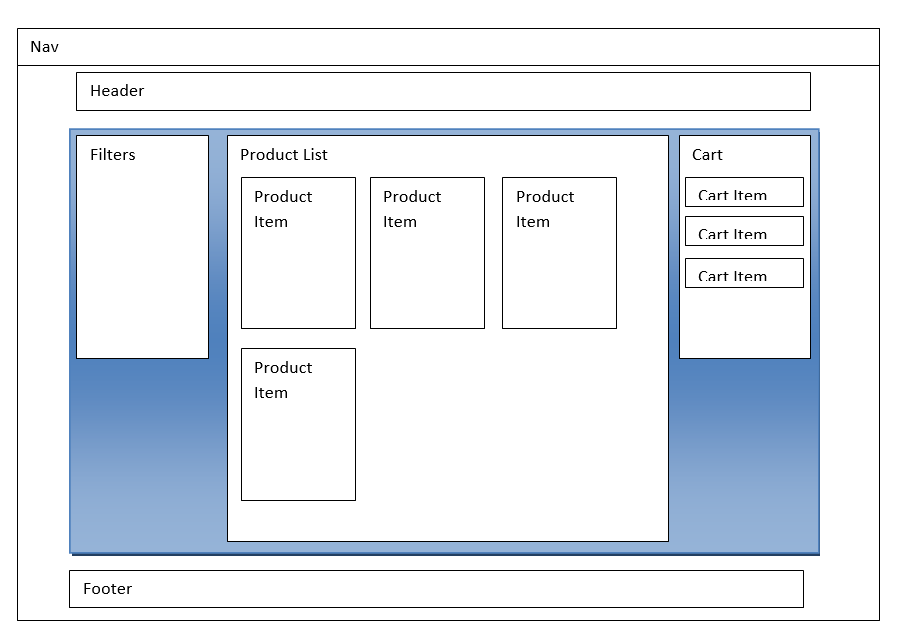 Nav
Header
Filters
Product List
Product
Item
Product
Item
Product
Item
Product
Item
Cart
Cart Item
Cart Item
Cart Item
Footer